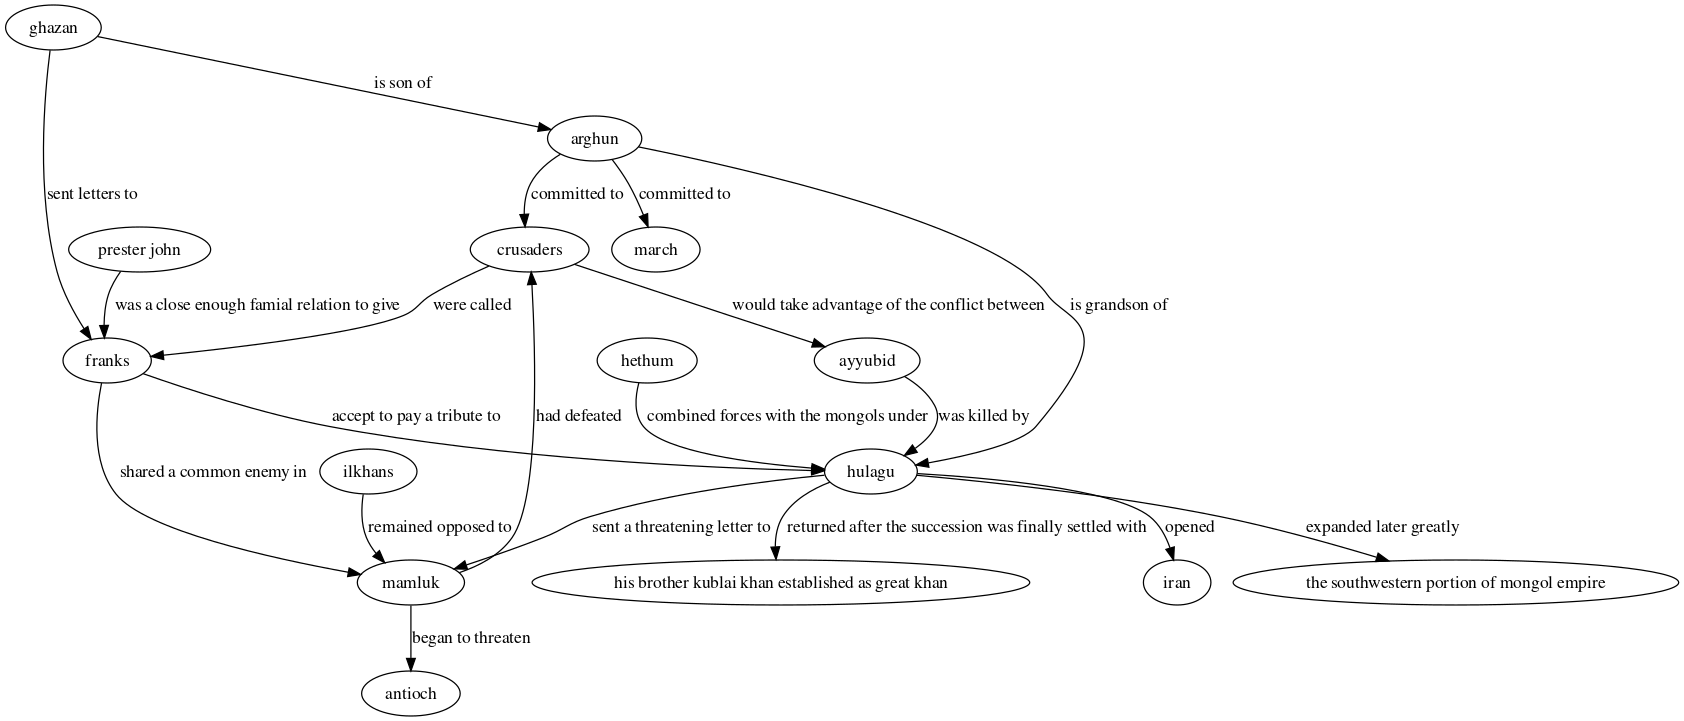 ghazan
is son of
arghun
sent letters to
committed to
committed to
prester john
crusaders
march
was a close enough famial relation to give
were called
would take advantage of the conflict between
is grandson of
franks
hethum
ayyubid
accept to pay a tribute to
had defeated
combined forces with the mongols under
was killed by
shared a common enemy in
ilkhans
hulagu
remained opposed to
sent a threatening letter to
returned after the succession was finally settled with
opened
expanded later greatly
mamluk
his brother kublai khan established as great khan
iran
the southwestern portion of mongol empire
began to threaten
antioch